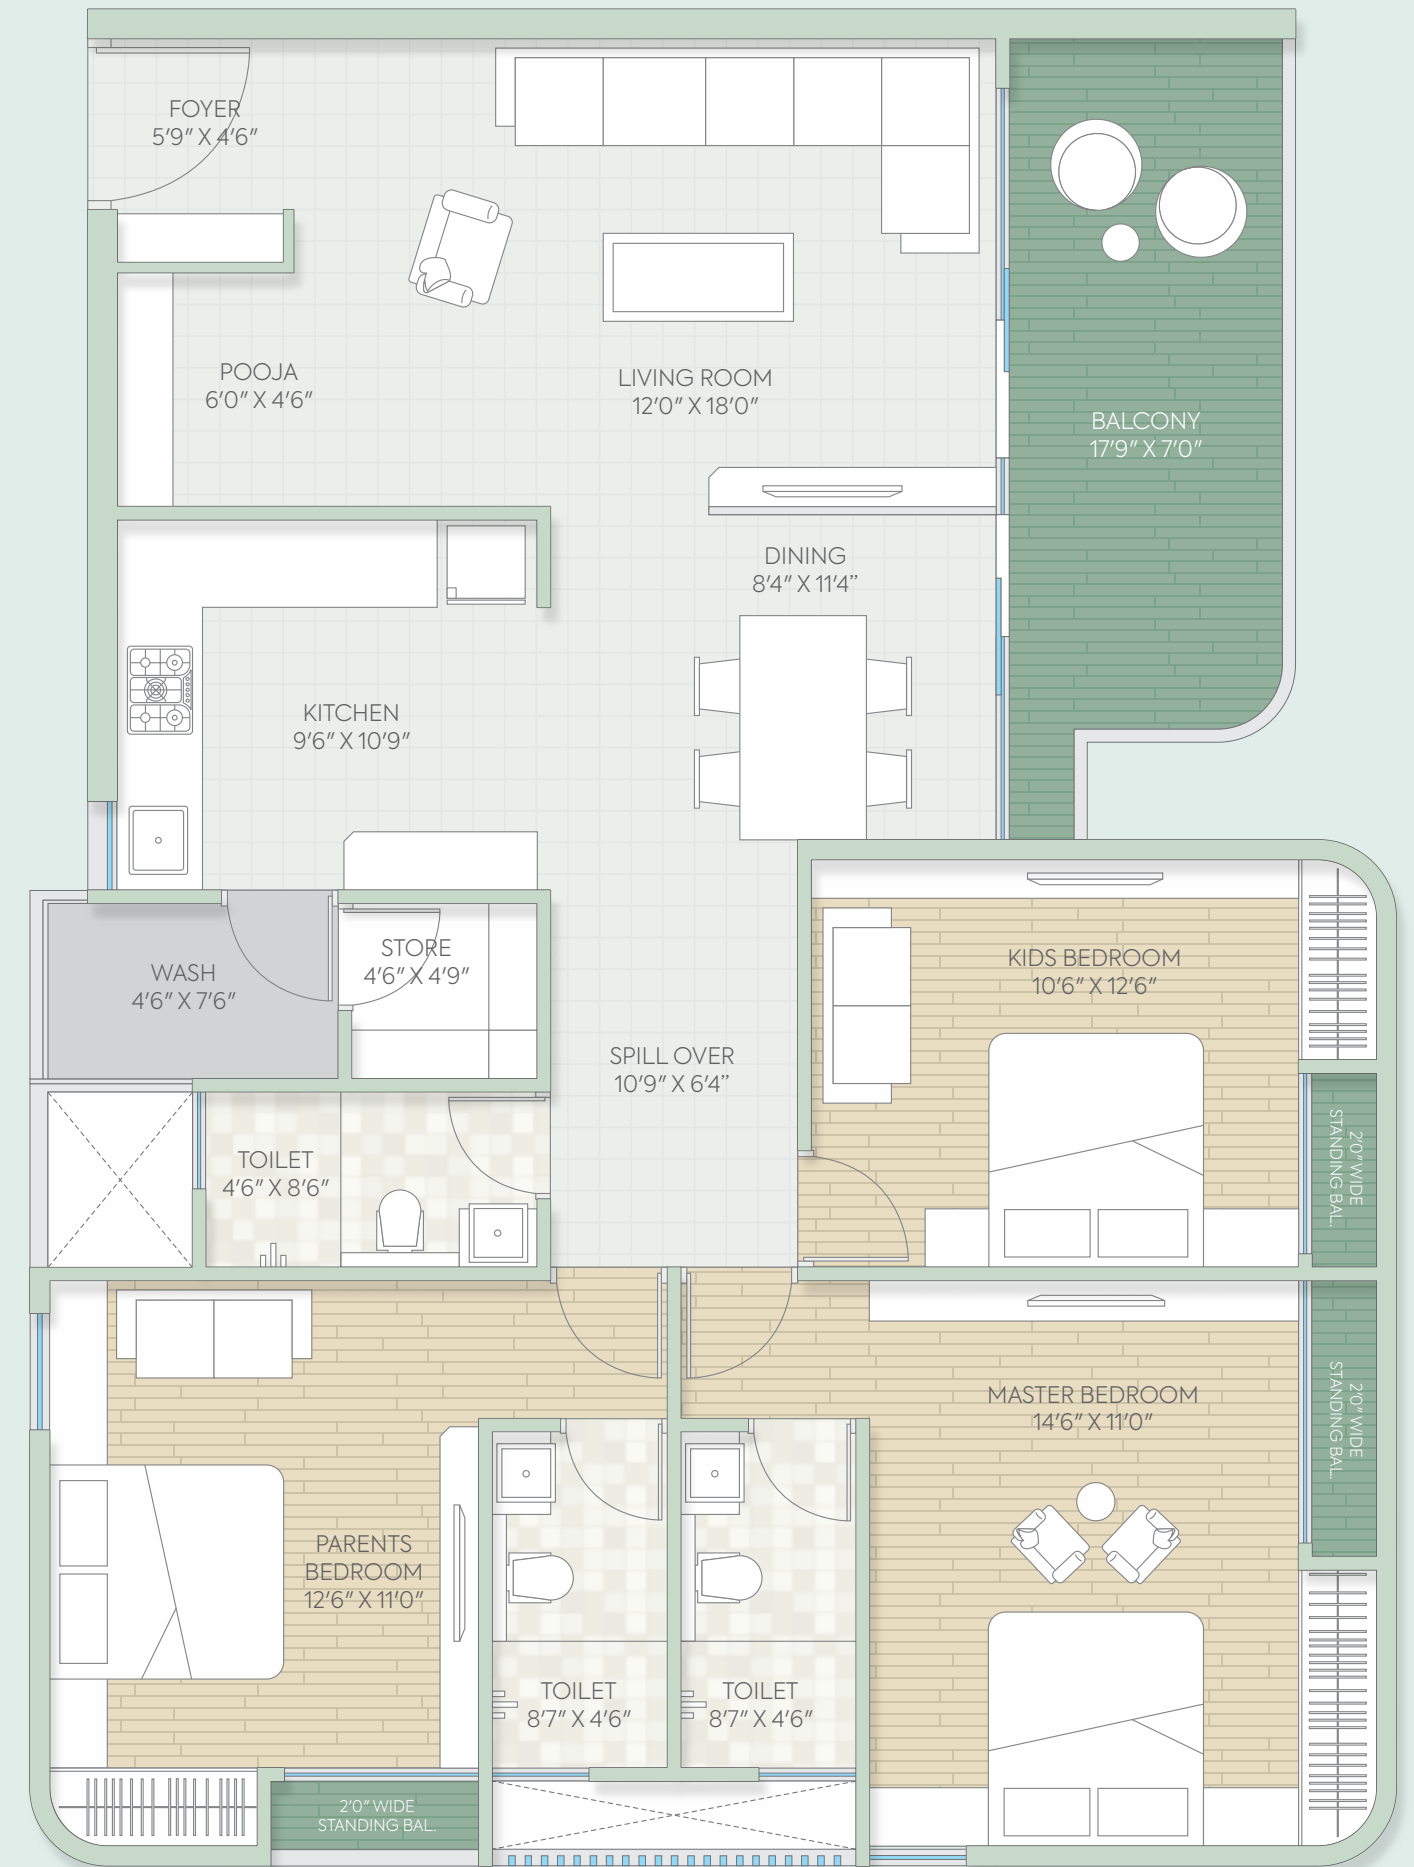 FOYER
5'9" X 4'6"
POOJA
6'0" X 4'6"
LIVING ROOM
12'0" X 18'0"
BALCONY
17'9" X 7'0"
DINING
8'4" X 11'4”
KITCHEN
9'6" X 10'9"
WASH
4'6" X 7'6"
STORE
4'6" X 4'9"
KIDS BEDROOM
10'6" X 12'6"
SPILL OVER
10'9" X 6'4”
2'0" WIDE
STANDING BAL.
TOILET
4'6" X 8'6"
MASTER BEDROOM
14'6" X 11'0"
2'0" WIDE
STANDING BAL.
PARENTS
BEDROOM
12'6" X 11'0"
TOILET
8'7" X 4'6"
TOILET
8'7" X 4'6"
2'0" WIDE
STANDING BAL.